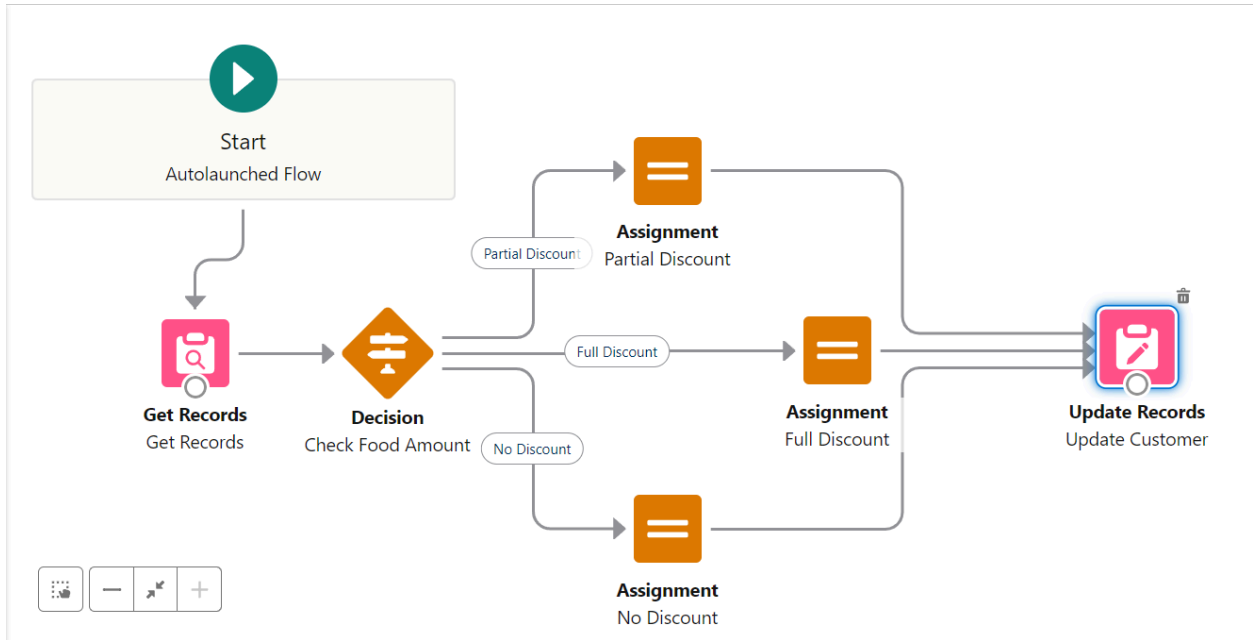 Start
Autolaunched Flow
Get Records
Get Records
Decision
Check Food Amount
Partial Discount
Full Discount
No Discount
Assignment
Partial Discount
Assignment
Full Discount
Assignment
No Discount
Update Records
Update Customer